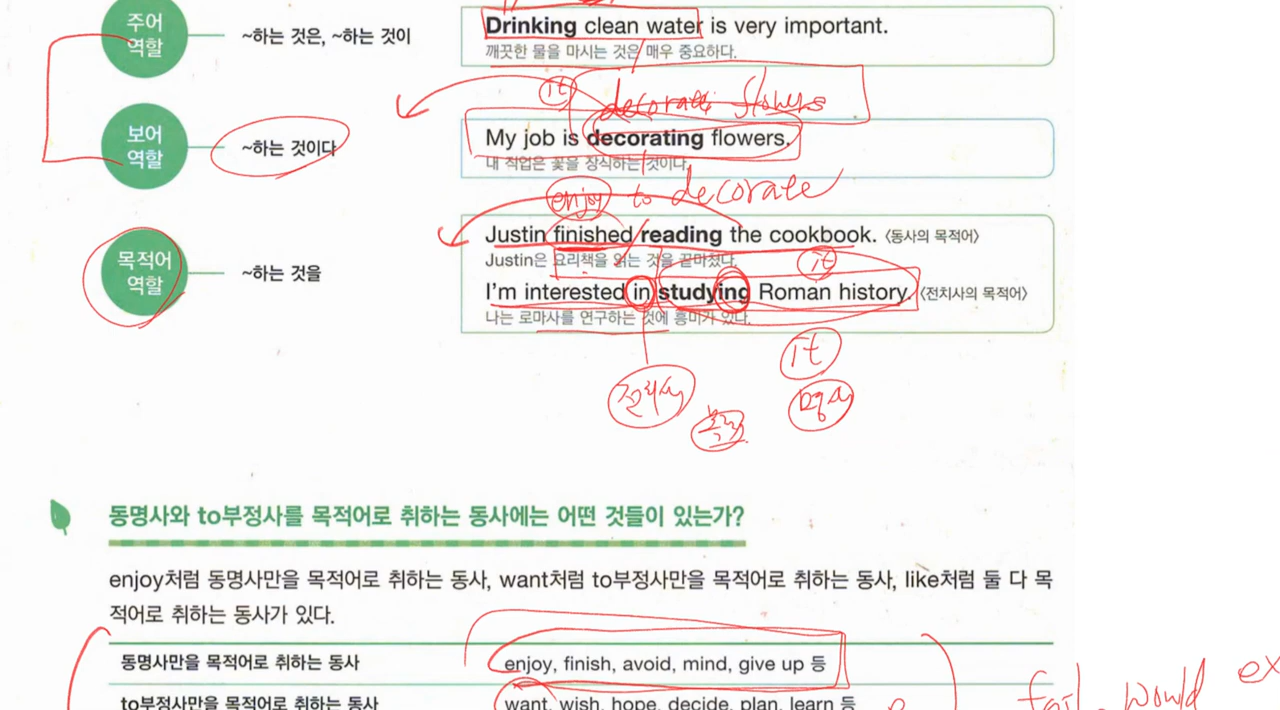 주어
역할
~하는 것은, ~하는 것이
Drinking clean water is very important.
깨끗한 물을 마시는 것은 매우 중요하다.
it decorate flowers
보어
역할
~하는 것이다
My job is decorating flowers.
내 직업은 꽃을 장식하는 것이다.
enjoy to decorate
목적어
역할
~하는 것을
Justin finished reading the cookbook. <동사의 목적어>
Justin은 요리책을 읽는 것을 끝마쳤다.
it
I'm interested in studying Roman history. <전치사의 목적어>
나는 로마사를 연구하는 것에 흥미가 있다.
it
전치사
명사
동명사와 to부정사를 목적어로 취하는 동사에는 어떤 것들이 있는가?
enjoy처럼 동명사만을 목적어로 취하는 동사, want처럼 to부정사만을 목적어로 취하는 동사, like처럼 둘 다 목
적어로 취하는 동사가 있다.
동명사만을 목적어로 취하는 동사 enjoy, finish, avoid, mind, give up 등
to부정사만을 목적어로 취하는 동사 want, wish, hope, decide, plan, learn 등
fail would ex